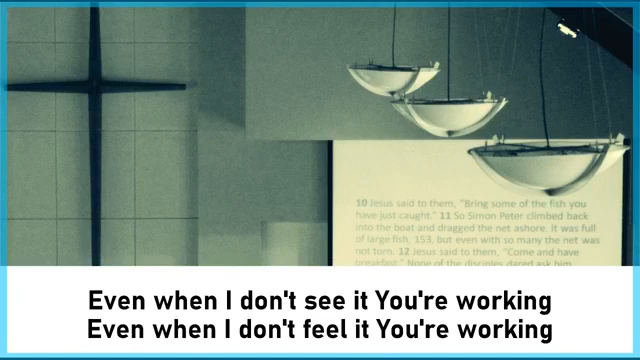 10 Jesus said to them, "Bring some of the fish you
have just caught." 11 So Simon Peter climbed back
into the boat and dragged the net ashore. It was full
of large fish, 153, but even with so many the net was
not torn. 12 Jesus said to them, "Come and have
breakfast." None of the disciples dared ask him,
Even when I don't see it You're working
Even when I don't feel it You're working